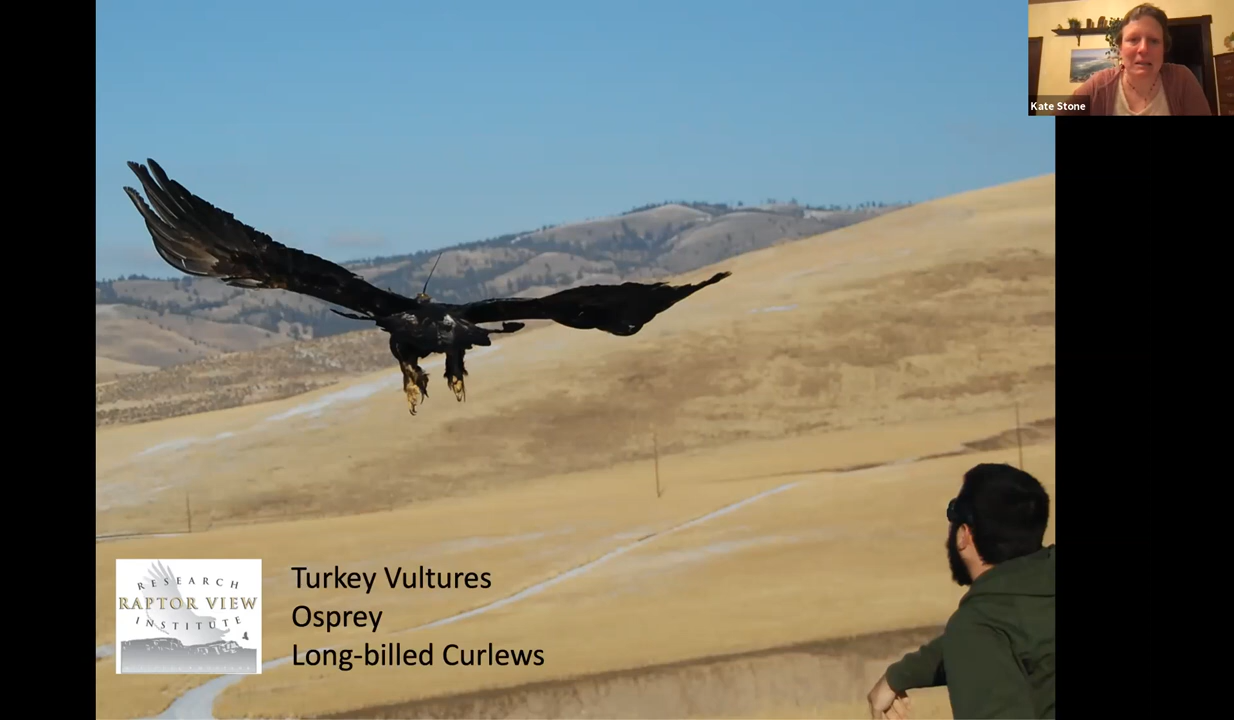 Kate Stone
RESEARCH
RAPTOR VIEW
INSTITUTE
Turkey Vultures
Osprey
Long-billed Curlews